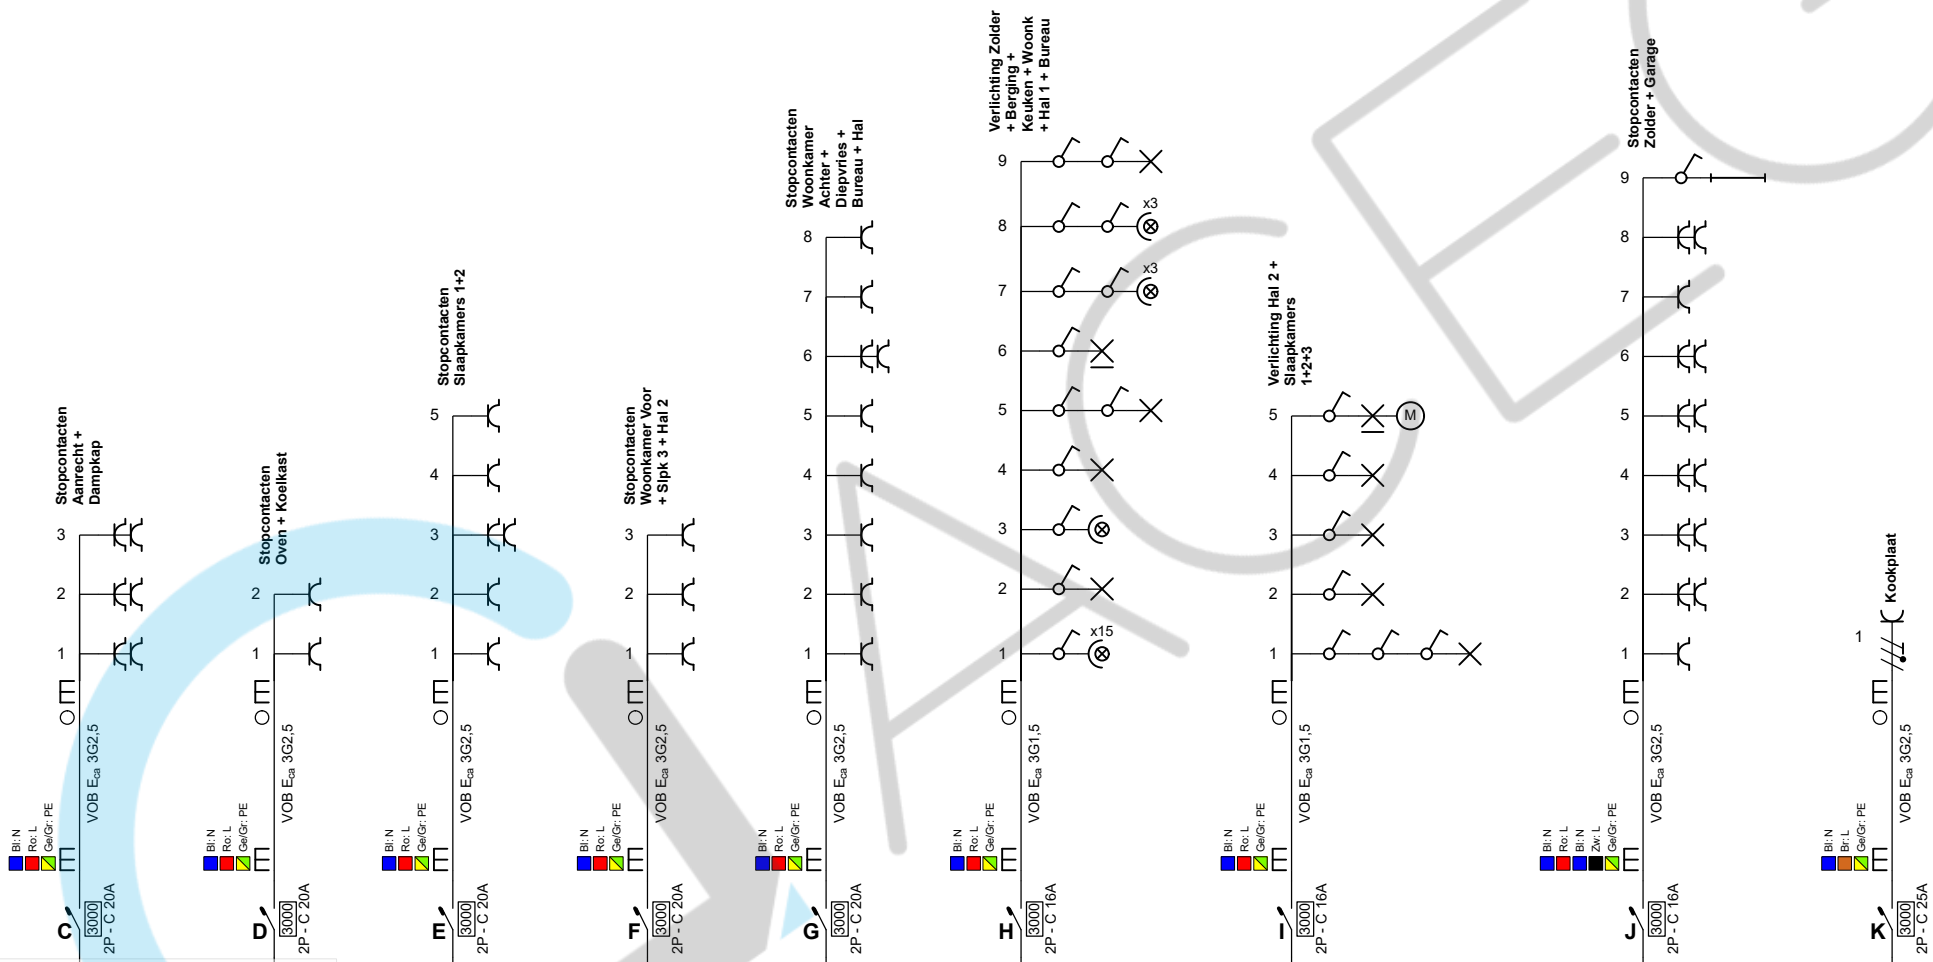 Stopcontacten
Aanrecht +
Dampkap
3
2
1
VOB Eca 3G2,5
Bl: N
Ro: L
Ge/Gr: PE
C
3000
2P - C 20A
Stopcontacten
Oven + Koelkast
2
1
VOB Eca 3G2,5
Bl: N
Ro: L
Ge/Gr: PE
D
3000
2P - C 20A
Stopcontacten
Slaapkamers 1+2
5
4
3
2
1
VOB Eca 3G2,5
Bl: N
Ro: L
Ge/Gr: PE
E
3000
2P - C 20A
Stopcontacten
Woonkamer Voor
+ Slpk 3 + Hal 2
3
2
1
VOB Eca 3G2,5
Bl: N
Ro: L
Ge/Gr: PE
F
3000
2P - C 20A
Stopcontacten
Woonkamer
Achter +
Diepvries +
Bureau + Hal
8
7
6
5
4
3
2
1
VOB Eca 3G2,5
Bl: N
Ro: L
Ge/Gr: PE
G
3000
2P - C 20A
Verlichting Zolder
+ Berging +
Keuken + Woonk
+ Hal 1 + Bureau
9
8
x3
7
x3
6
5
4
3
2
1
x15
VOB Eca 3G1,5
Bl: N
Ro: L
Ge/Gr: PE
H
3000
2P - C 16A
Verlichting Hal 2 +
Slaapkamers
1+2+3
5
M
4
3
2
1
VOB Eca 3G1,5
Bl: N
Ro: L
Ge/Gr: PE
I
3000
2P - C 16A
Stopcontacten
Zolder + Garage
9
8
7
6
5
4
3
2
1
VOB Eca 3G2,5
Bl: N
Ro: L
Bl: N
Zw: L
Ge/Gr: PE
J
3000
2P - C 16A
Kookplaat
1
VOB Eca 3G2,5
Bl: N
Br: L
Ge/Gr: PE
K
3000
2P - C 25A